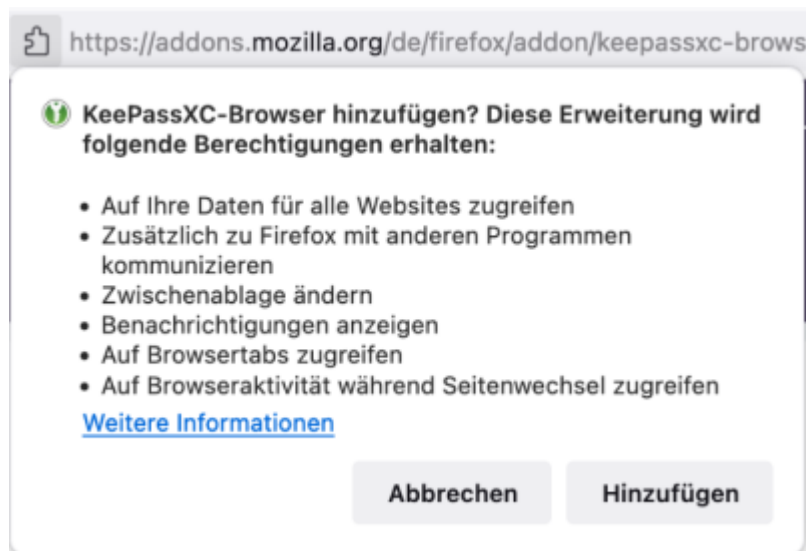 https://addons.mozilla.org/de/firefox/addon/keepassxc-brows
KeePassXC-Browser hinzufügen? Diese Erweiterung wird
folgende Berechtigungen erhalten:
• Auf Ihre Daten für alle Websites zugreifen
• Zusätzlich zu Firefox mit anderen Programmen
kommunizieren
• Zwischenablage ändern
• Benachrichtigungen anzeigen
• Auf Browsertabs zugreifen
• Auf Browseraktivität während Seitenwechsel zugreifen
Weitere Informationen
Abbrechen Hinzufügen